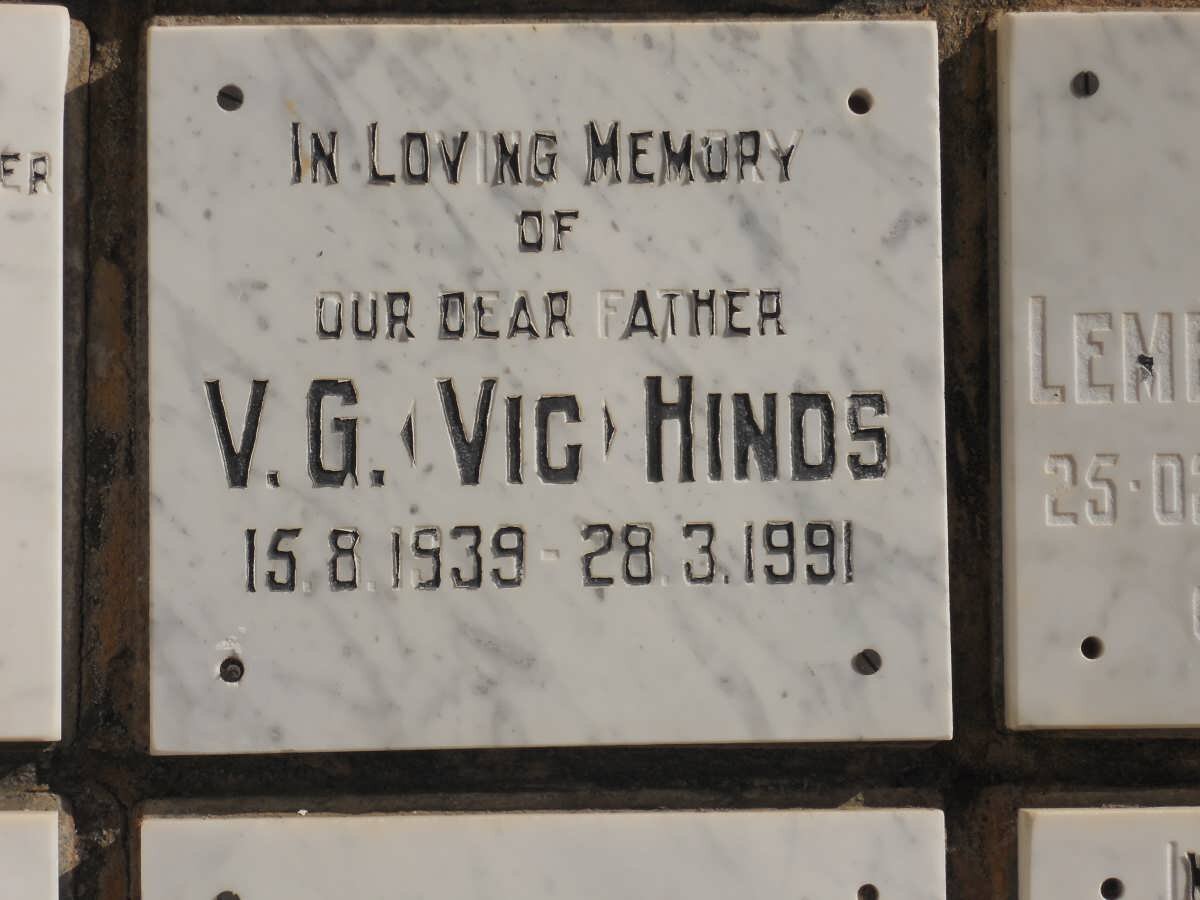 IN LOVING MEMORY
OF
OUR DEAR FATHER
V.G. (VIC) HINDS
15.8.1939 - 28.3.1991